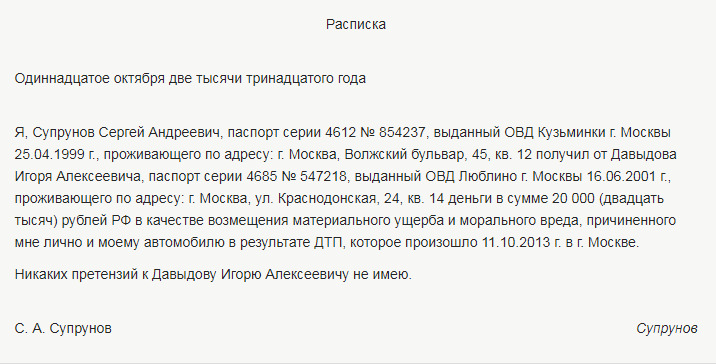 Расписка
Одиннадцатое октября две тысячи тринадцатого года
Я, Супрунов Сергей Андреевич, паспорт серии 4612 № 854237, выданный ОВД Кузьминки г. Москвы
25.04.1999 г., проживающего по адресу: г. Москва, Волжский бульвар, 45, кв. 12 получил от Давыдова
Игоря Алексеевича, паспорт серии 4685 № 547218, выданный ОВД Люблино г. Москвы 16.06.2001 г.,
проживающего по адресу: г. Москва, ул. Краснодонская, 24, кв. 14 деньги в сумме 20 000 (двадцать
тысяч) рублей РФ в качестве возмещения материального ущерба и морального вреда, причиненного
мне лично и моему автомобилю в результате ДТП, которое произошло 11.10.2013 г. в г. Москве.
Никаких претензий к Давыдову Игорю Алексеевичу не имею.
С. А. Супрунов Супрунов